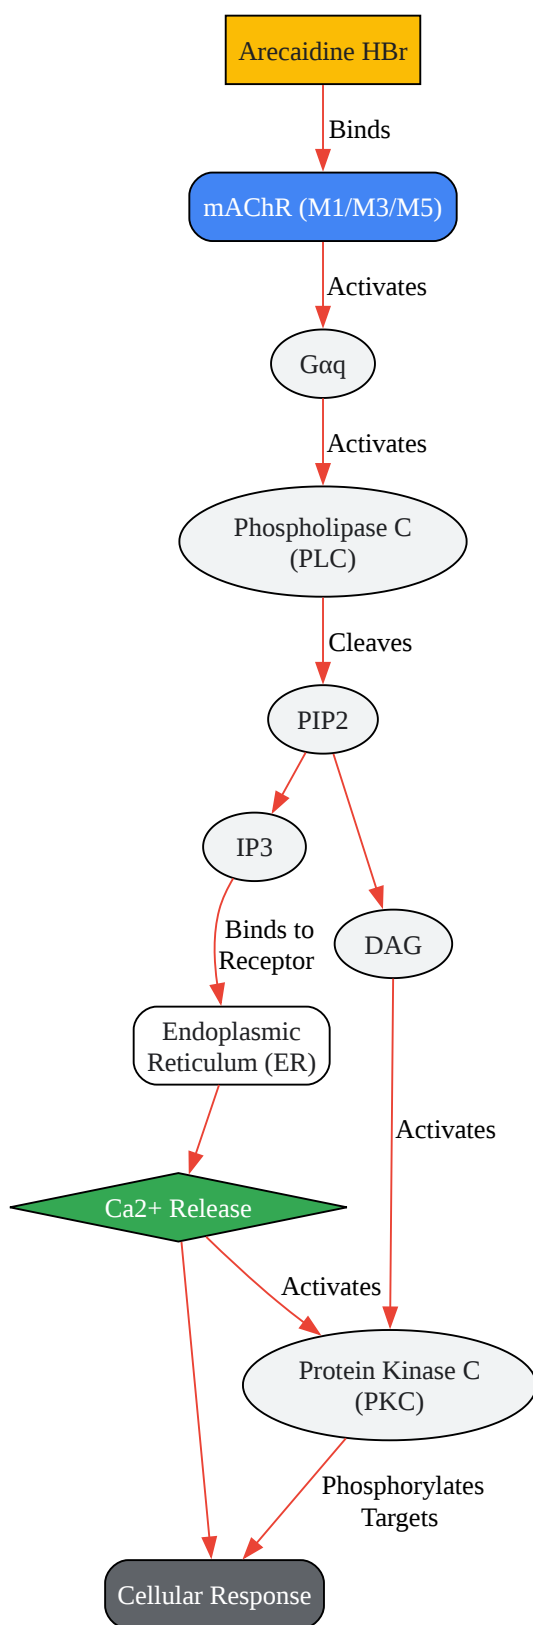 Arecaidine HBr
Binds
mAChR (M1/M3/M5)
Activates
Gαq
Activates
Phospholipase C
(PLC)
Cleaves
PIP2
IP3
Binds to
Receptor
DAG
Endoplasmic
Reticulum (ER)
Activates
Ca2+ Release
Activates
Protein Kinase C
(PKC)
Phosphorylates
Targets
Cellular Response